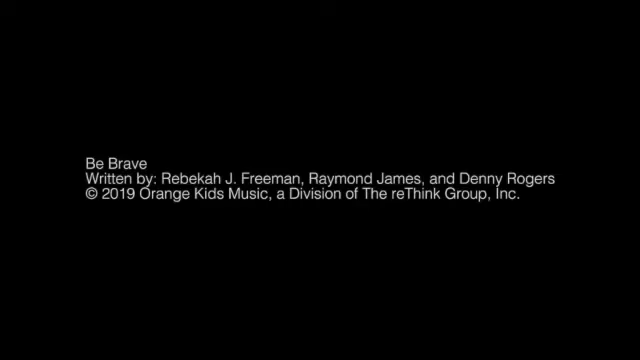 Be Brave
Written by: Rebekah J. Freeman, Raymond James, and Denny Rogers
© 2019 Orange Kids Music, a Division of The reThink Group, Inc.